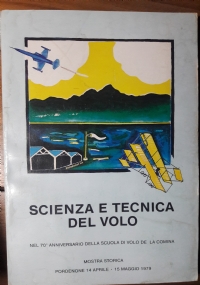 SCIENZA E TECNICA
DEL VOLO
NEL 70° ANNIVERSARIO DELLA SCUOLA DI VOLO DE LA COMINA
MOSTRA STORICA
PORDENONE 14 APRILE - 15 MAGGIO 1979